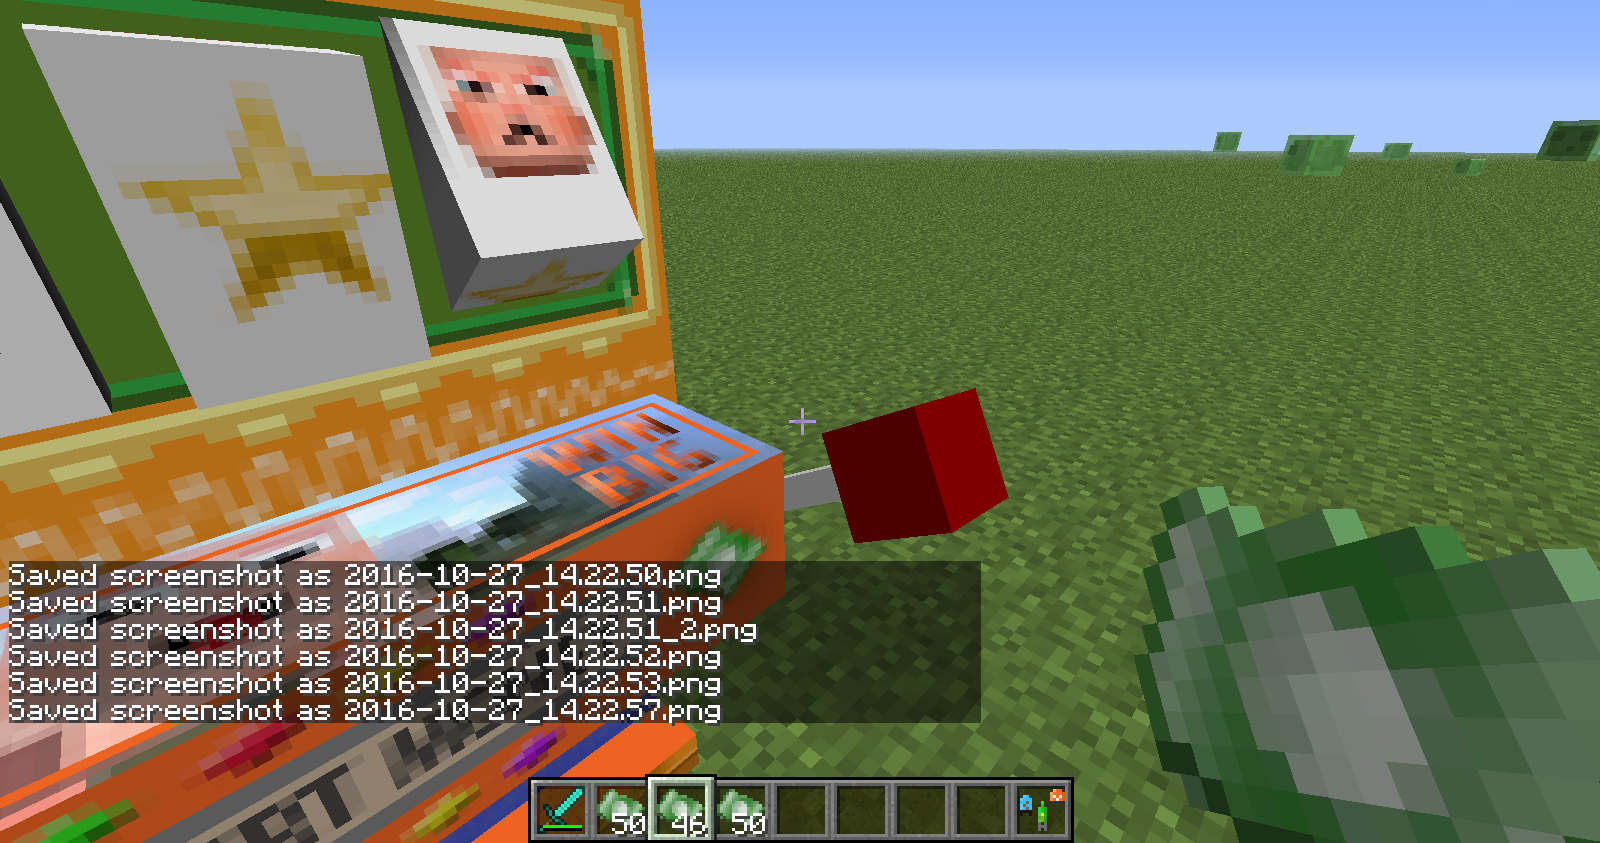 WIN
BIG
Saved screenshot as 2016-10-27_14.22.50.png
Saved screenshot as 2016-10-27_14.22.51.png
Saved screenshot as 2016-10-27_14.22.51_2.png
Saved screenshot as 2016-10-27_14.22.52.png
Saved screenshot as 2016-10-27_14.22.53.png
Saved screenshot as 2016-10-27_14.22.57.png
50 46 50